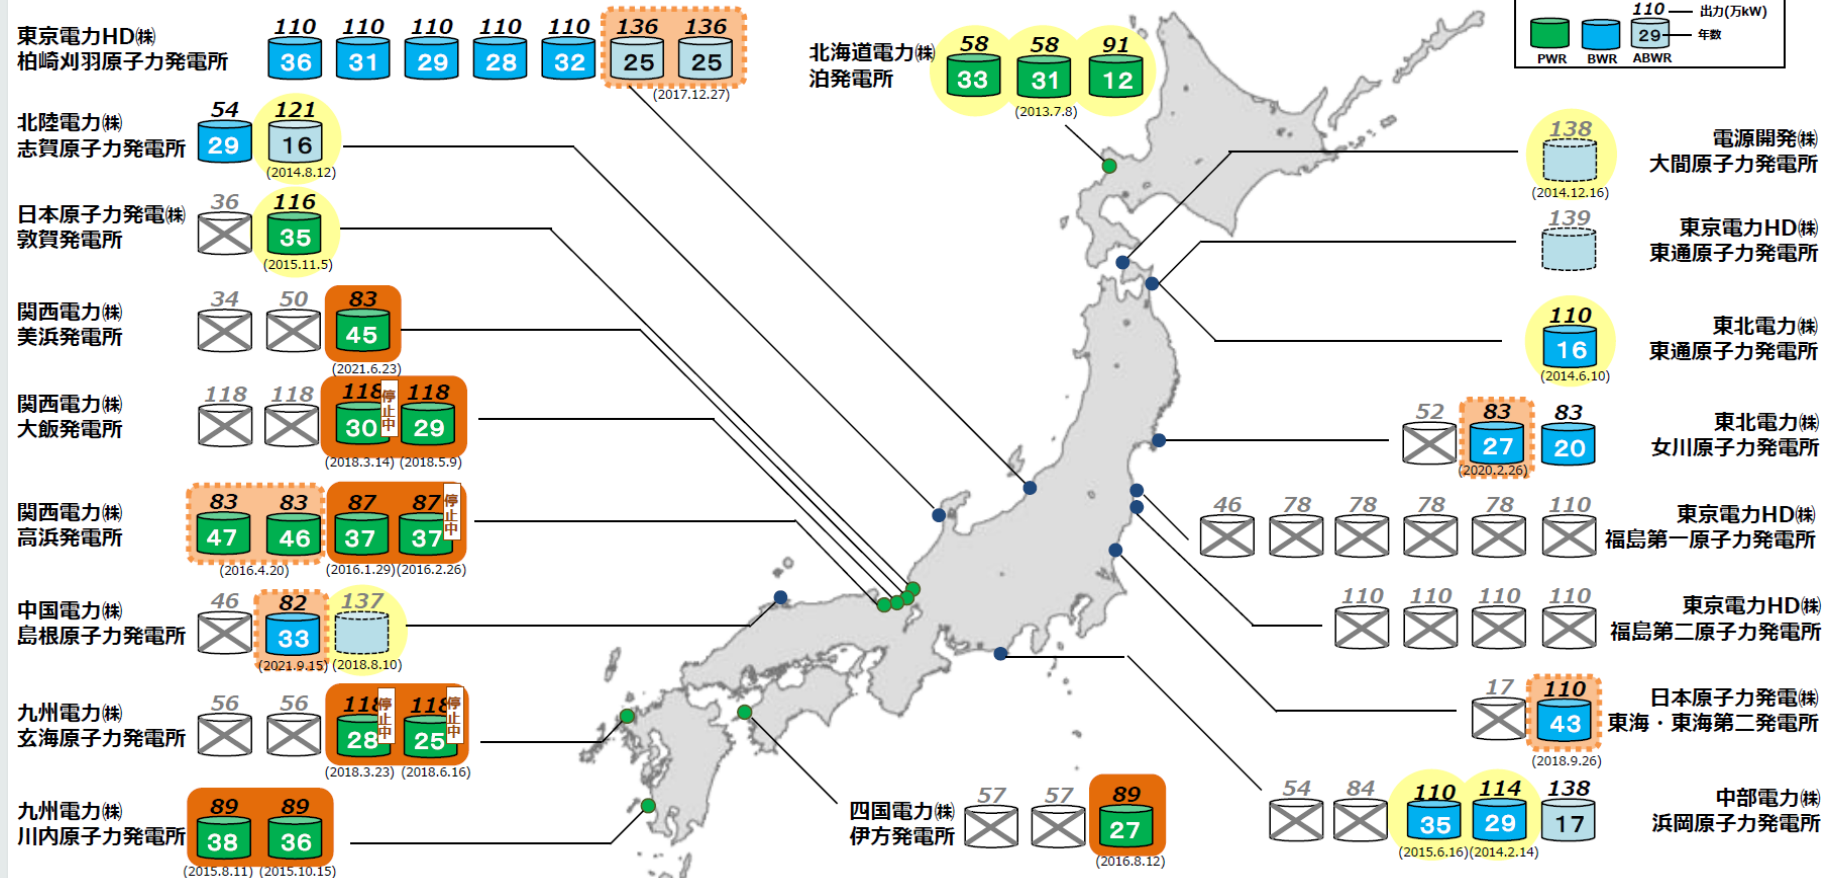 東京電力HD㈱
柏崎刈羽原子力発電所
110 110 110 110 110 136 136
36 31 29 28 32 25 25
(2017.12.27)
北陸電力㈱
志賀原子力発電所
54 121
29 16
(2014.8.12)
日本原子力発電㈱
敦賀発電所
36 116
35
(2015.11.5)
関西電力㈱
美浜発電所
34 50 83
45
(2021.6.23)
関西電力㈱
大飯発電所
118 118 118 118
30 停止中 29
(2018.3.14) (2018.5.9)
関西電力㈱
高浜発電所
83 83 87 87
47 46 37 37 停止中
(2016.4.20) (2016.1.29) (2016.2.26)
中国電力㈱
島根原子力発電所
46 82 137
33
(2021.9.15) (2018.8.10)
九州電力㈱
玄海原子力発電所
56 56 118 118
28 停止中 25 停止中
(2018.3.23) (2018.6.16)
九州電力㈱
川内原子力発電所
89 89
38 36
(2015.8.11) (2015.10.15)
北海道電力㈱
泊発電所
58 58 91
33 31 12
(2013.7.8)
四国電力㈱
伊方発電所
57 57 89
27
(2016.8.12)
110 出力(万kW)
29 年数
PWR BWR ABWR
138
電源開発㈱
大間原子力発電所
(2014.12.16)
139
東京電力HD㈱
東通原子力発電所
110
16
東北電力㈱
東通原子力発電所
(2014.6.10)
52 83 83
27 20
東北電力㈱
女川原子力発電所
(2020.2.26)
46 78 78 78 78 110
東京電力HD㈱
福島第一原子力発電所
110 110 110 110
東京電力HD㈱
福島第二原子力発電所
17 110
43
日本原子力発電㈱
東海・東海第二発電所
(2018.9.26)
54 84 110 114 138
35 29 17
中部電力㈱
浜岡原子力発電所
(2015.6.16) (2014.2.14)